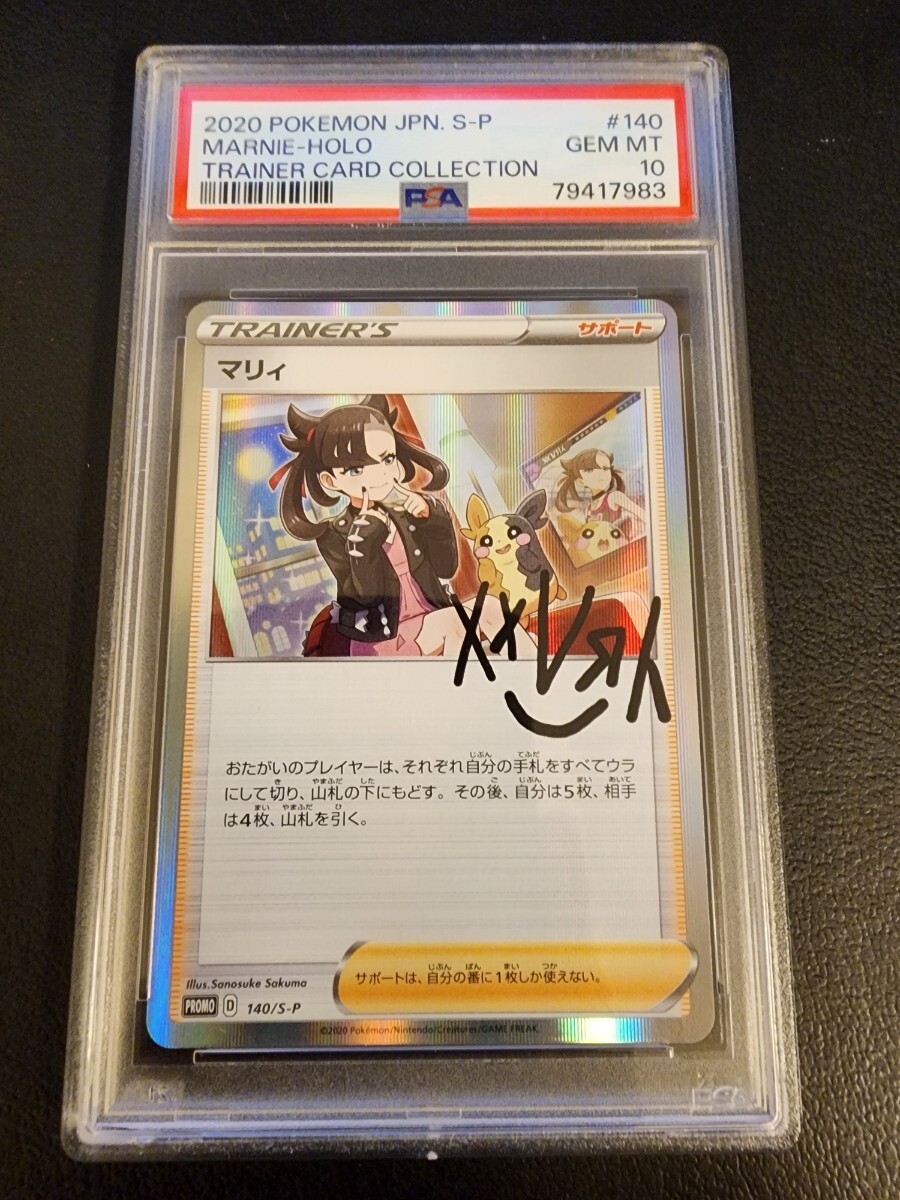 2020 POKEMON JPN. S-P #140
MARNIE-HOLO GEM MT
TRAINER CARD COLLECTION 10
PSA 79417983
TRAINER'S サポート
マリィ
おたがいのプレイヤーは、それぞれ自分の手札をすべてウラ
にして切り、山札の下にもどす。その後、自分は5枚、相手
は4枚、山札を引く。
Illus.Sanosuke Sakuma
サポートは、自分の番に1枚しか使えない。
PROMO D 140/S-P
©2020 Pokémon/Nintendo/Creatures/GAME FREAK.
PSA